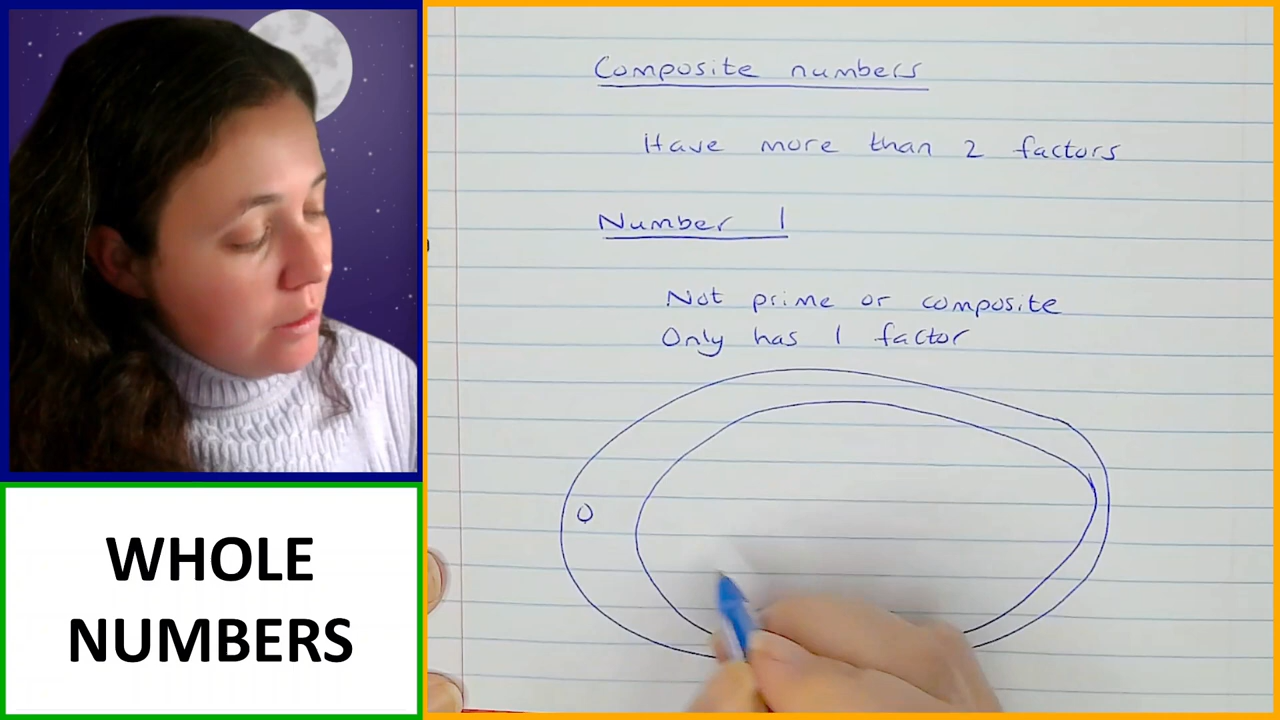 Composite numbers
Have more than 2 factors
Number 1
Not prime or composite
Only has 1 factor
0
WHOLE
NUMBERS